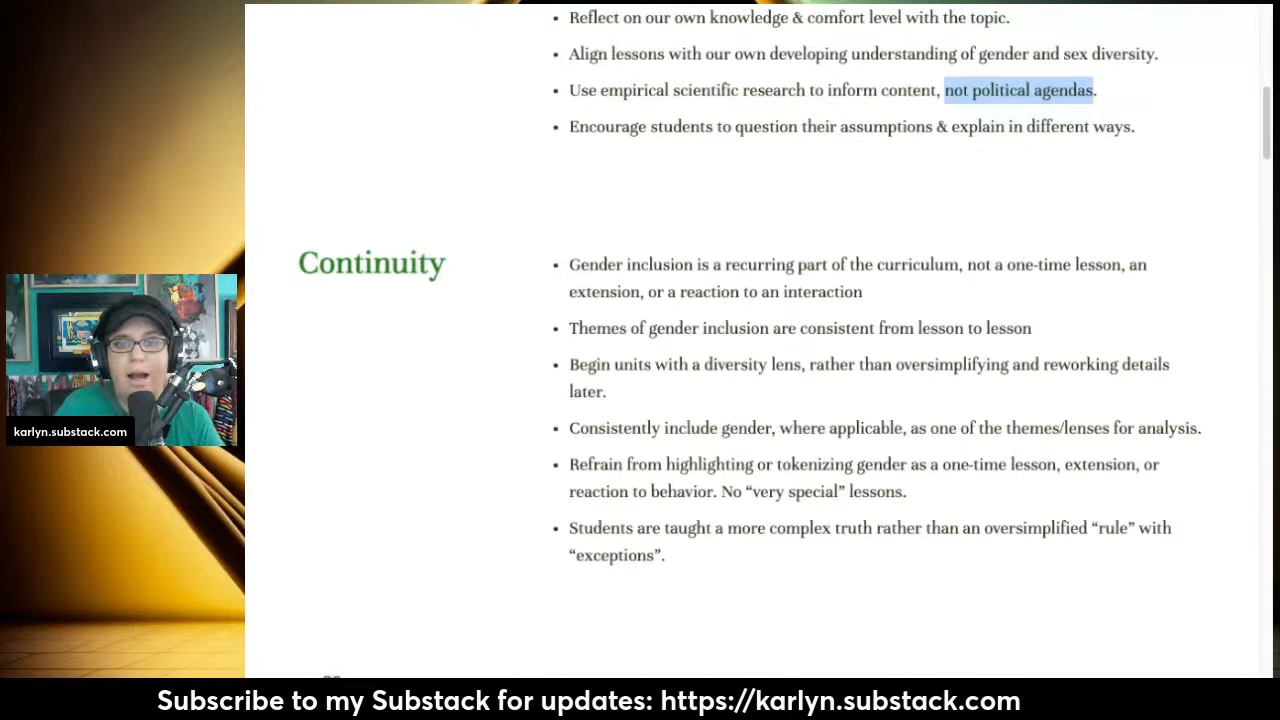 Reflect on our own knowledge & comfort level with the topic.
Align lessons with our own developing understanding of gender and sex diversity.
Use empirical scientific research to inform content, not political agendas.
Encourage students to question their assumptions & explain in different ways.
Continuity
Gender inclusion is a recurring part of the curriculum, not a one-time lesson, an
extension, or a reaction to an interaction
Themes of gender inclusion are consistent from lesson to lesson
Begin units with a diversity lens, rather than oversimplifying and reworking details
later.
Consistently include gender, where applicable, as one of the themes/lenses for analysis.
Refrain from highlighting or tokenizing gender as a one-time lesson, extension, or
reaction to behavior. No “very special” lessons.
Students are taught a more complex truth rather than an oversimplified “rule” with
“exceptions”.
karlyn.substack.com
Subscribe to my Substack for updates: https://karlyn.substack.com